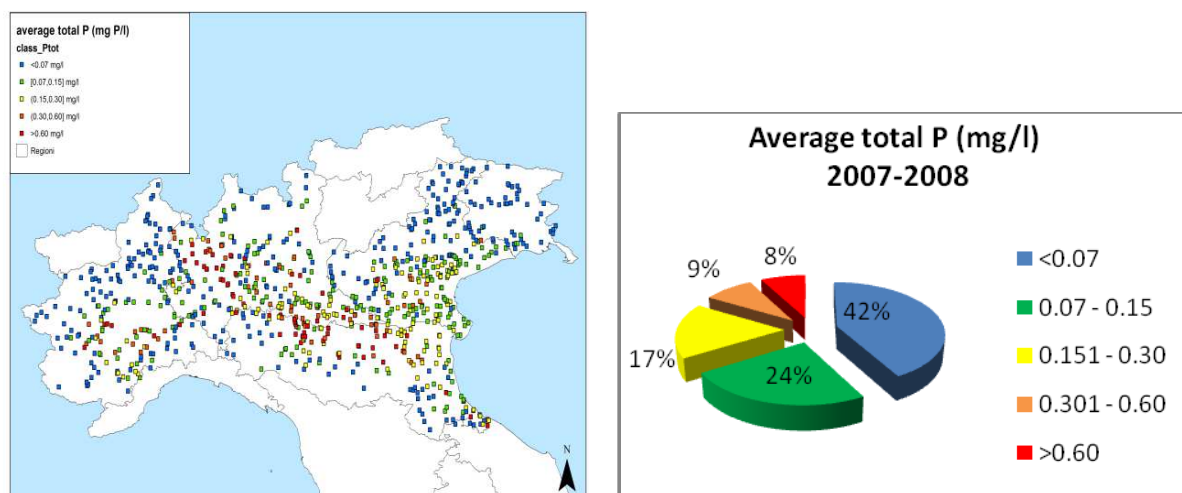 average total P (mg P/l)
class_Ptot
<0.07 mg/l
[0.07,0.15] mg/l
(0.15,0.30] mg/l
(0.30,0.60] mg/l
>0.60 mg/l
Regioni
N
Average total P (mg/l)
2007-2008
8%
9%
42%
17%
24%
<0.07
0.07 - 0.15
0.151 - 0.30
0.301 - 0.60
>0.60